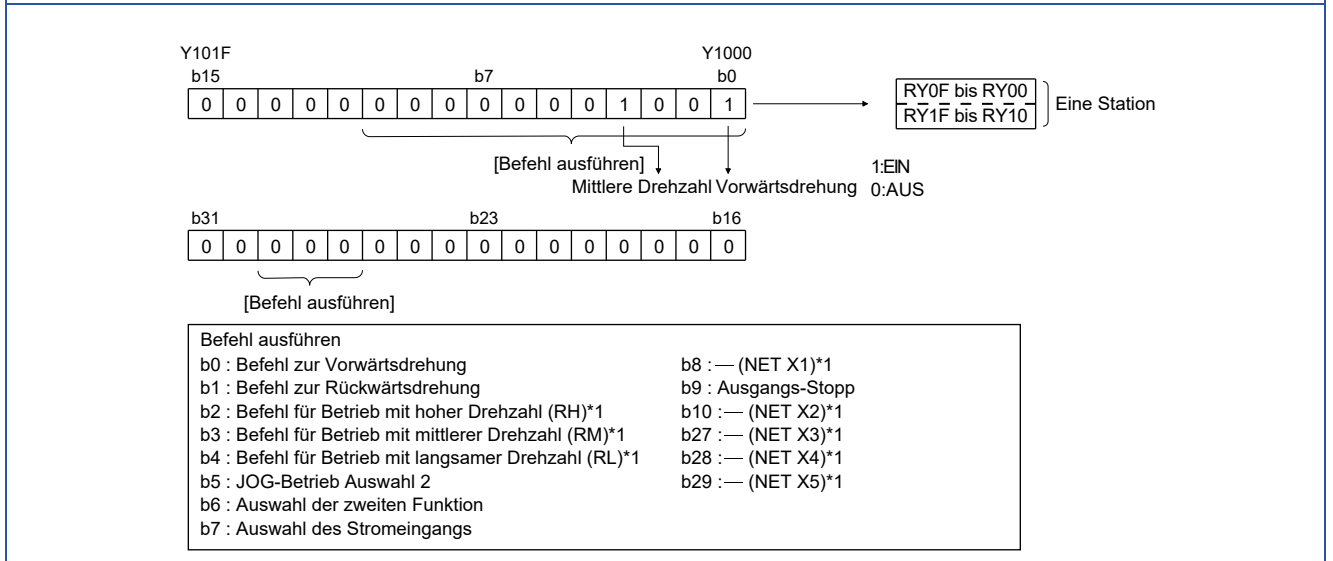 Y101F Y1000
b15 b7 b0
0 0 0 0 0 0 0 0 0 0 0 0 1 0 0 1
RY0F bis RY00
RY1F bis RY10
Eine Station
[Befehl ausführen]
Mittlere Drehzahl Vorwärtsdrehung
1:EIN
0:AUS
b31 b23 b16
0 0 0 0 0 0 0 0 0 0 0 0 0 0 0 0
[Befehl ausführen]
Befehl ausführen
b0 : Befehl zur Vorwärtsdrehung
b1 : Befehl zur Rückwärtsdrehung
b2 : Befehl für Betrieb mit hoher Drehzahl (RH)*1
b3 : Befehl für Betrieb mit mittlerer Drehzahl (RM)*1
b4 : Befehl für Betrieb mit langsamer Drehzahl (RL)*1
b5 : JOG-Betrieb Auswahl 2
b6 : Auswahl der zweiten Funktion
b7 : Auswahl des Stromeingangs
b8 : — (NET X1)*1
b9 : Ausgangs-Stopp
b10 : — (NET X2)*1
b27 : — (NET X3)*1
b28 : — (NET X4)*1
b29 : — (NET X5)*1